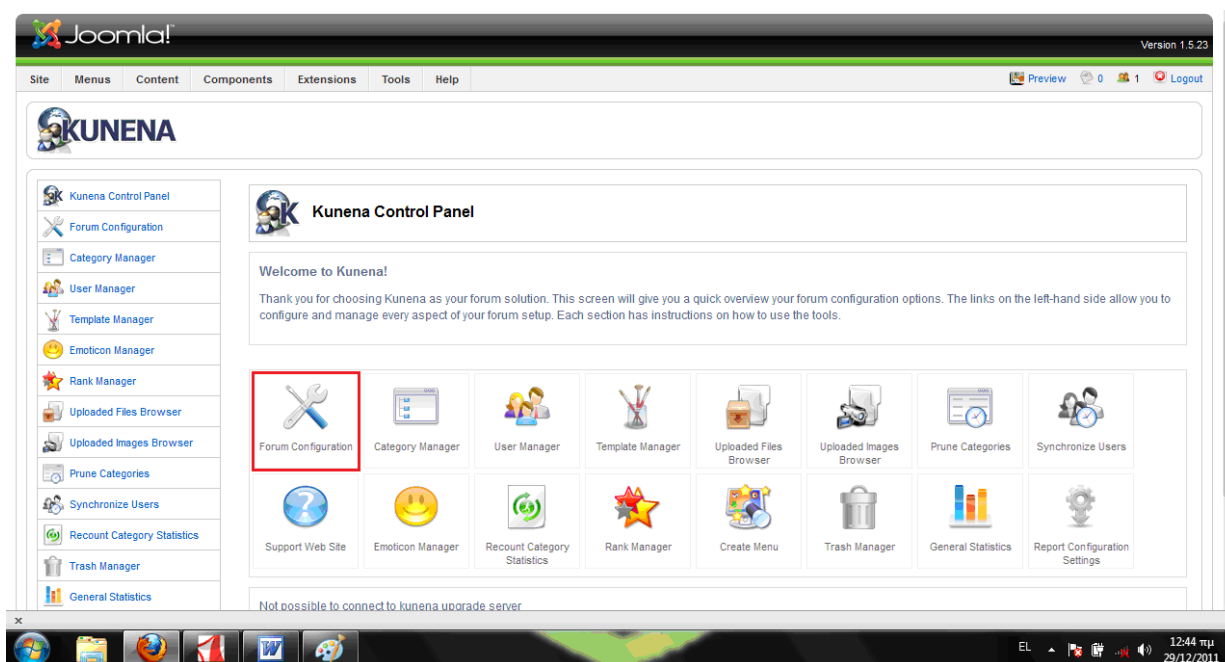 Joomla!
Version 1.5.23
Site Menus Content Components Extensions Tools Help Preview 0 1 Logout
KUNENA
Kunena Control Panel
Forum Configuration
Category Manager
User Manager
Template Manager
Emoticon Manager
Rank Manager
Uploaded Files Browser
Uploaded Images Browser
Prune Categories
Synchronize Users
Recount Category Statistics
Trash Manager
General Statistics
Kunena Control Panel
Welcome to Kunena!
Thank you for choosing Kunena as your forum solution. This screen will give you a quick overview your forum configuration options. The links on the left-hand side allow you to
configure and manage every aspect of your forum setup. Each section has instructions on how to use the tools.
Forum Configuration
Category Manager
User Manager
Template Manager
Uploaded Files
Browser
Uploaded Images
Browser
Prune Categories
Synchronize Users
Support Web Site
Emoticon Manager
Recount Category
Statistics
Rank Manager
Create Menu
Trash Manager
General Statistics
Report Configuration
Settings
Not possible to connect to kunena upgrade server
x
EL
12:44 πμ
29/12/2011